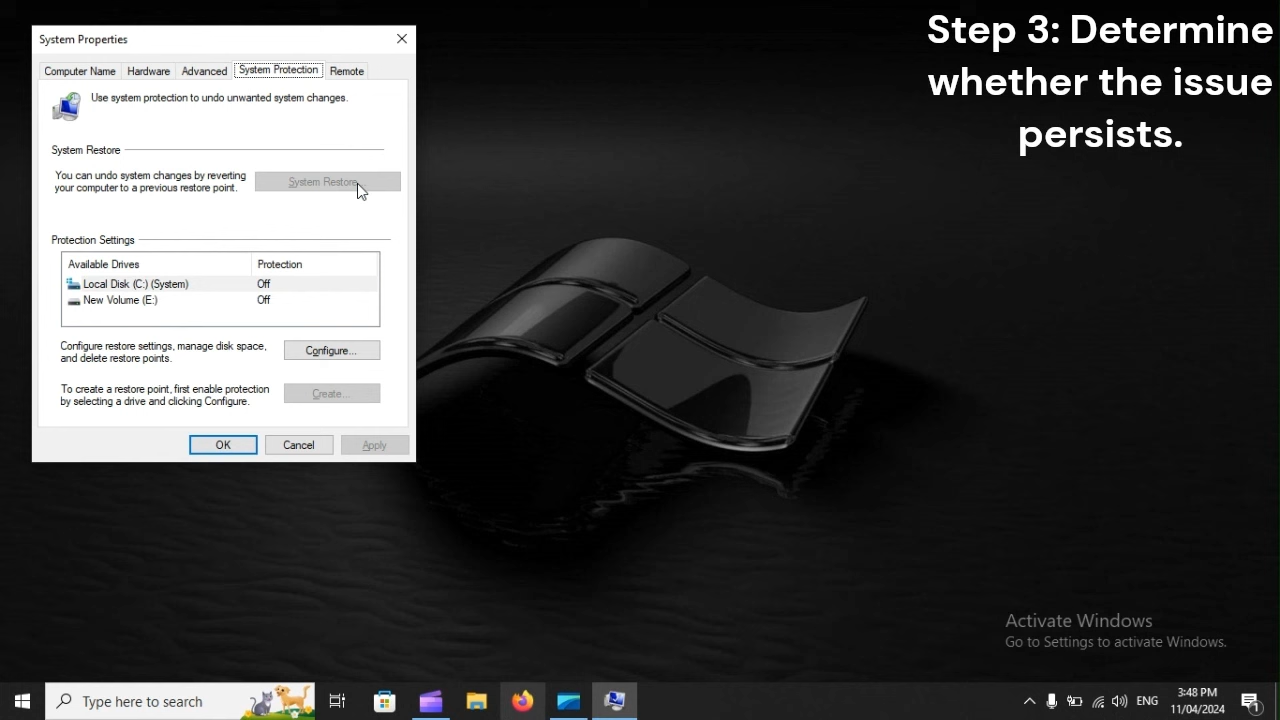 Step 3: Determine
whether the issue
persists.
System Properties
Computer Name
Hardware
Advanced
System Protection
Remote
Use system protection to undo unwanted system changes.
System Restore
You can undo system changes by reverting
your computer to a previous restore point.
System Restore...
Protection Settings
Available Drives
Protection
Local Disk (C:) (System)
Off
New Volume (E:)
Off
Configure restore settings, manage disk space,
and delete restore points.
Configure...
To create a restore point, first enable protection
by selecting a drive and clicking Configure.
Create...
OK
Cancel
Apply
Activate Windows
Go to Settings to activate Windows.
Type here to search
ENG
3:48 PM
11/04/2024
1